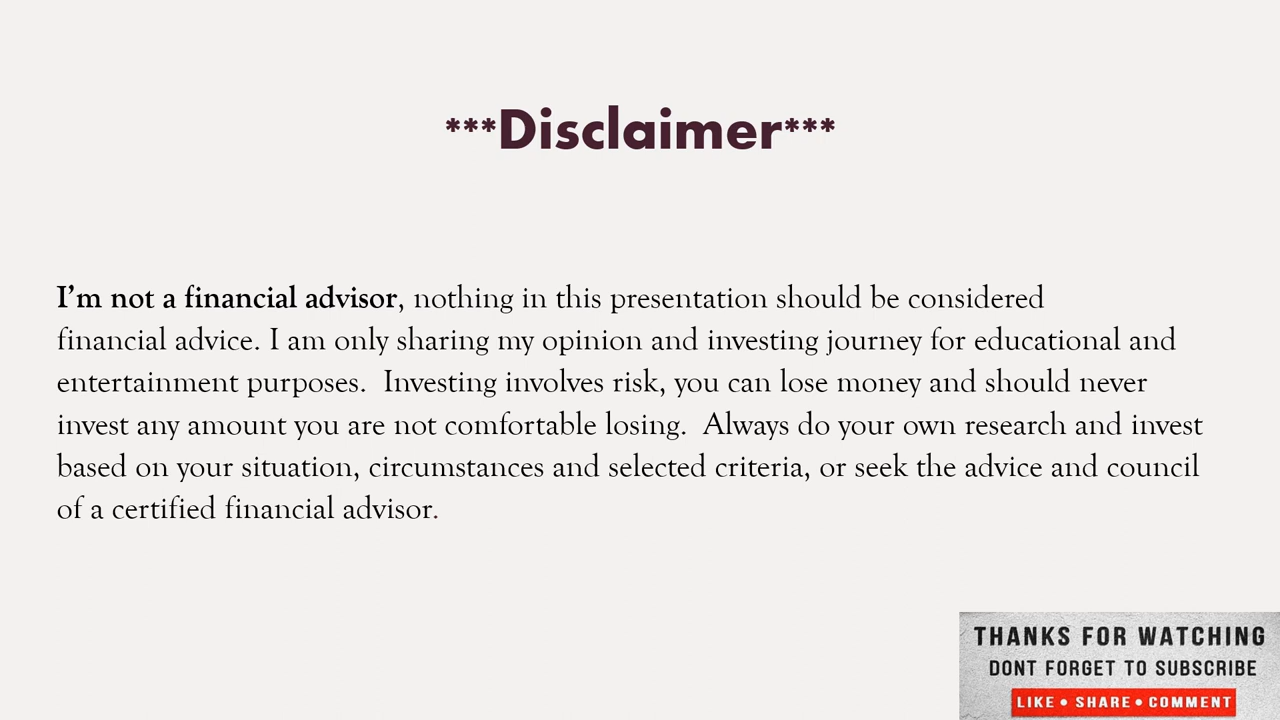 ***Disclaimer***
I'm not a financial advisor, nothing in this presentation should be considered
financial advice. I am only sharing my opinion and investing journey for educational and
entertainment purposes.  Investing involves risk, you can lose money and should never
invest any amount you are not comfortable losing.  Always do your own research and invest
based on your situation, circumstances and selected criteria, or seek the advice and council
of a certified financial advisor.
THANKS FOR WATCHING
DONT FORGET TO SUBSCRIBE
LIKE • SHARE • COMMENT